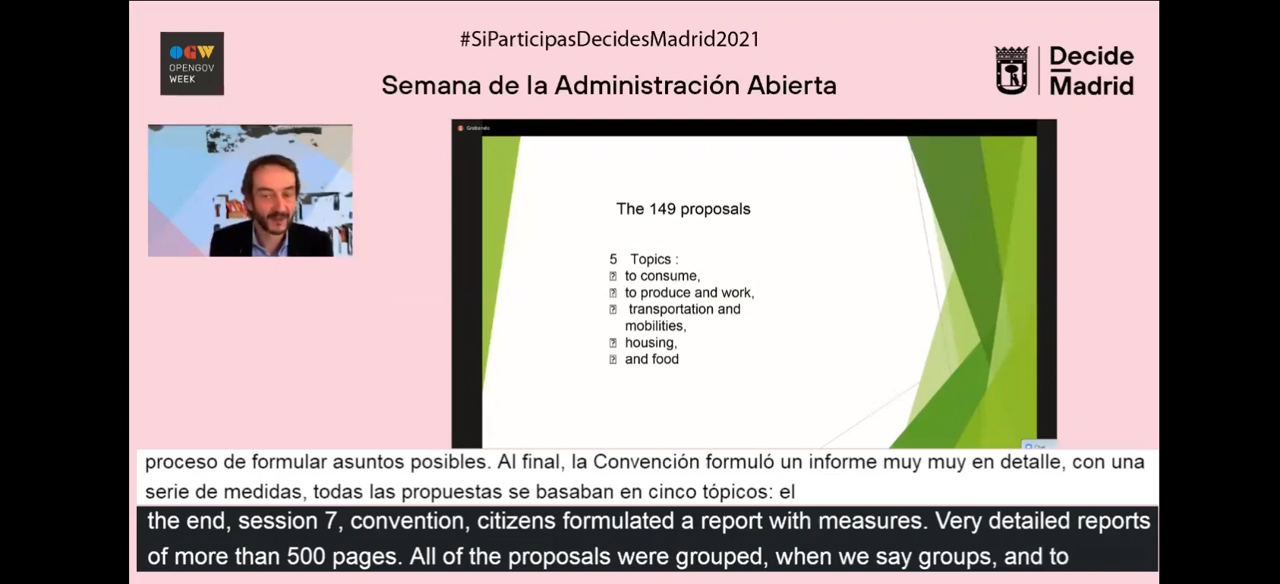 #SiParticipasDecidesMadrid2021
OGW
OPENGOV
WEEK
Semana de la Administración Abierta
Decide
Madrid
Grabando
The 149 proposals
5 Topics :
to consume,
to produce and work,
transportation and
mobilities,
housing,
and food
Chat
proceso de formular asuntos posibles. Al final, la Convención formuló un informe muy muy en detalle, con una
serie de medidas, todas las propuestas se basaban en cinco tópicos: el
the end, session 7, convention, citizens formulated a report with measures. Very detailed reports
of more than 500 pages. All of the proposals were grouped, when we say groups, and to